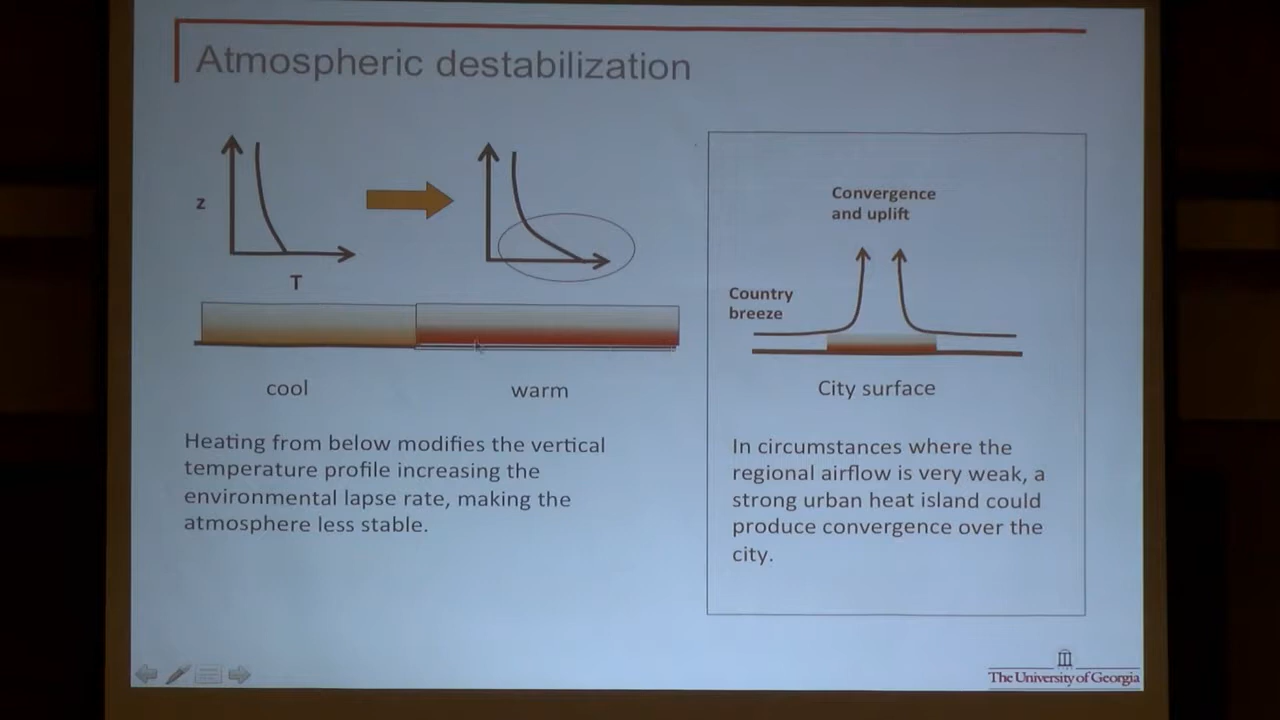 Atmospheric destabilization
z
T
cool
warm
Heating from below modifies the vertical
temperature profile increasing the
environmental lapse rate, making the
atmosphere less stable.
Convergence
and uplift
Country
breeze
City surface
In circumstances where the
regional airflow is very weak, a
strong urban heat island could
produce convergence over the
city.
The University of Georgia